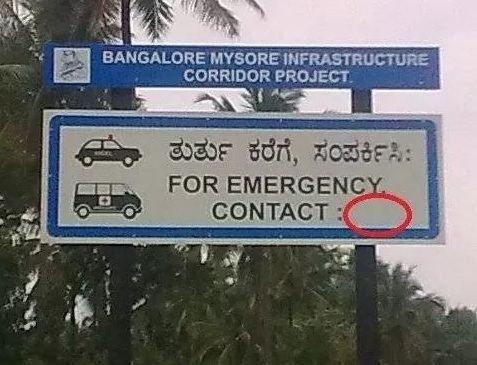 BANGALORE MYSORE INFRASTRUCTURE
CORRIDOR PROJECT
ತುರ್ತು ಕರೆಗೆ, ಸಂಪರ್ಕಿಸಿ:
FOR EMERGENCY,
CONTACT :